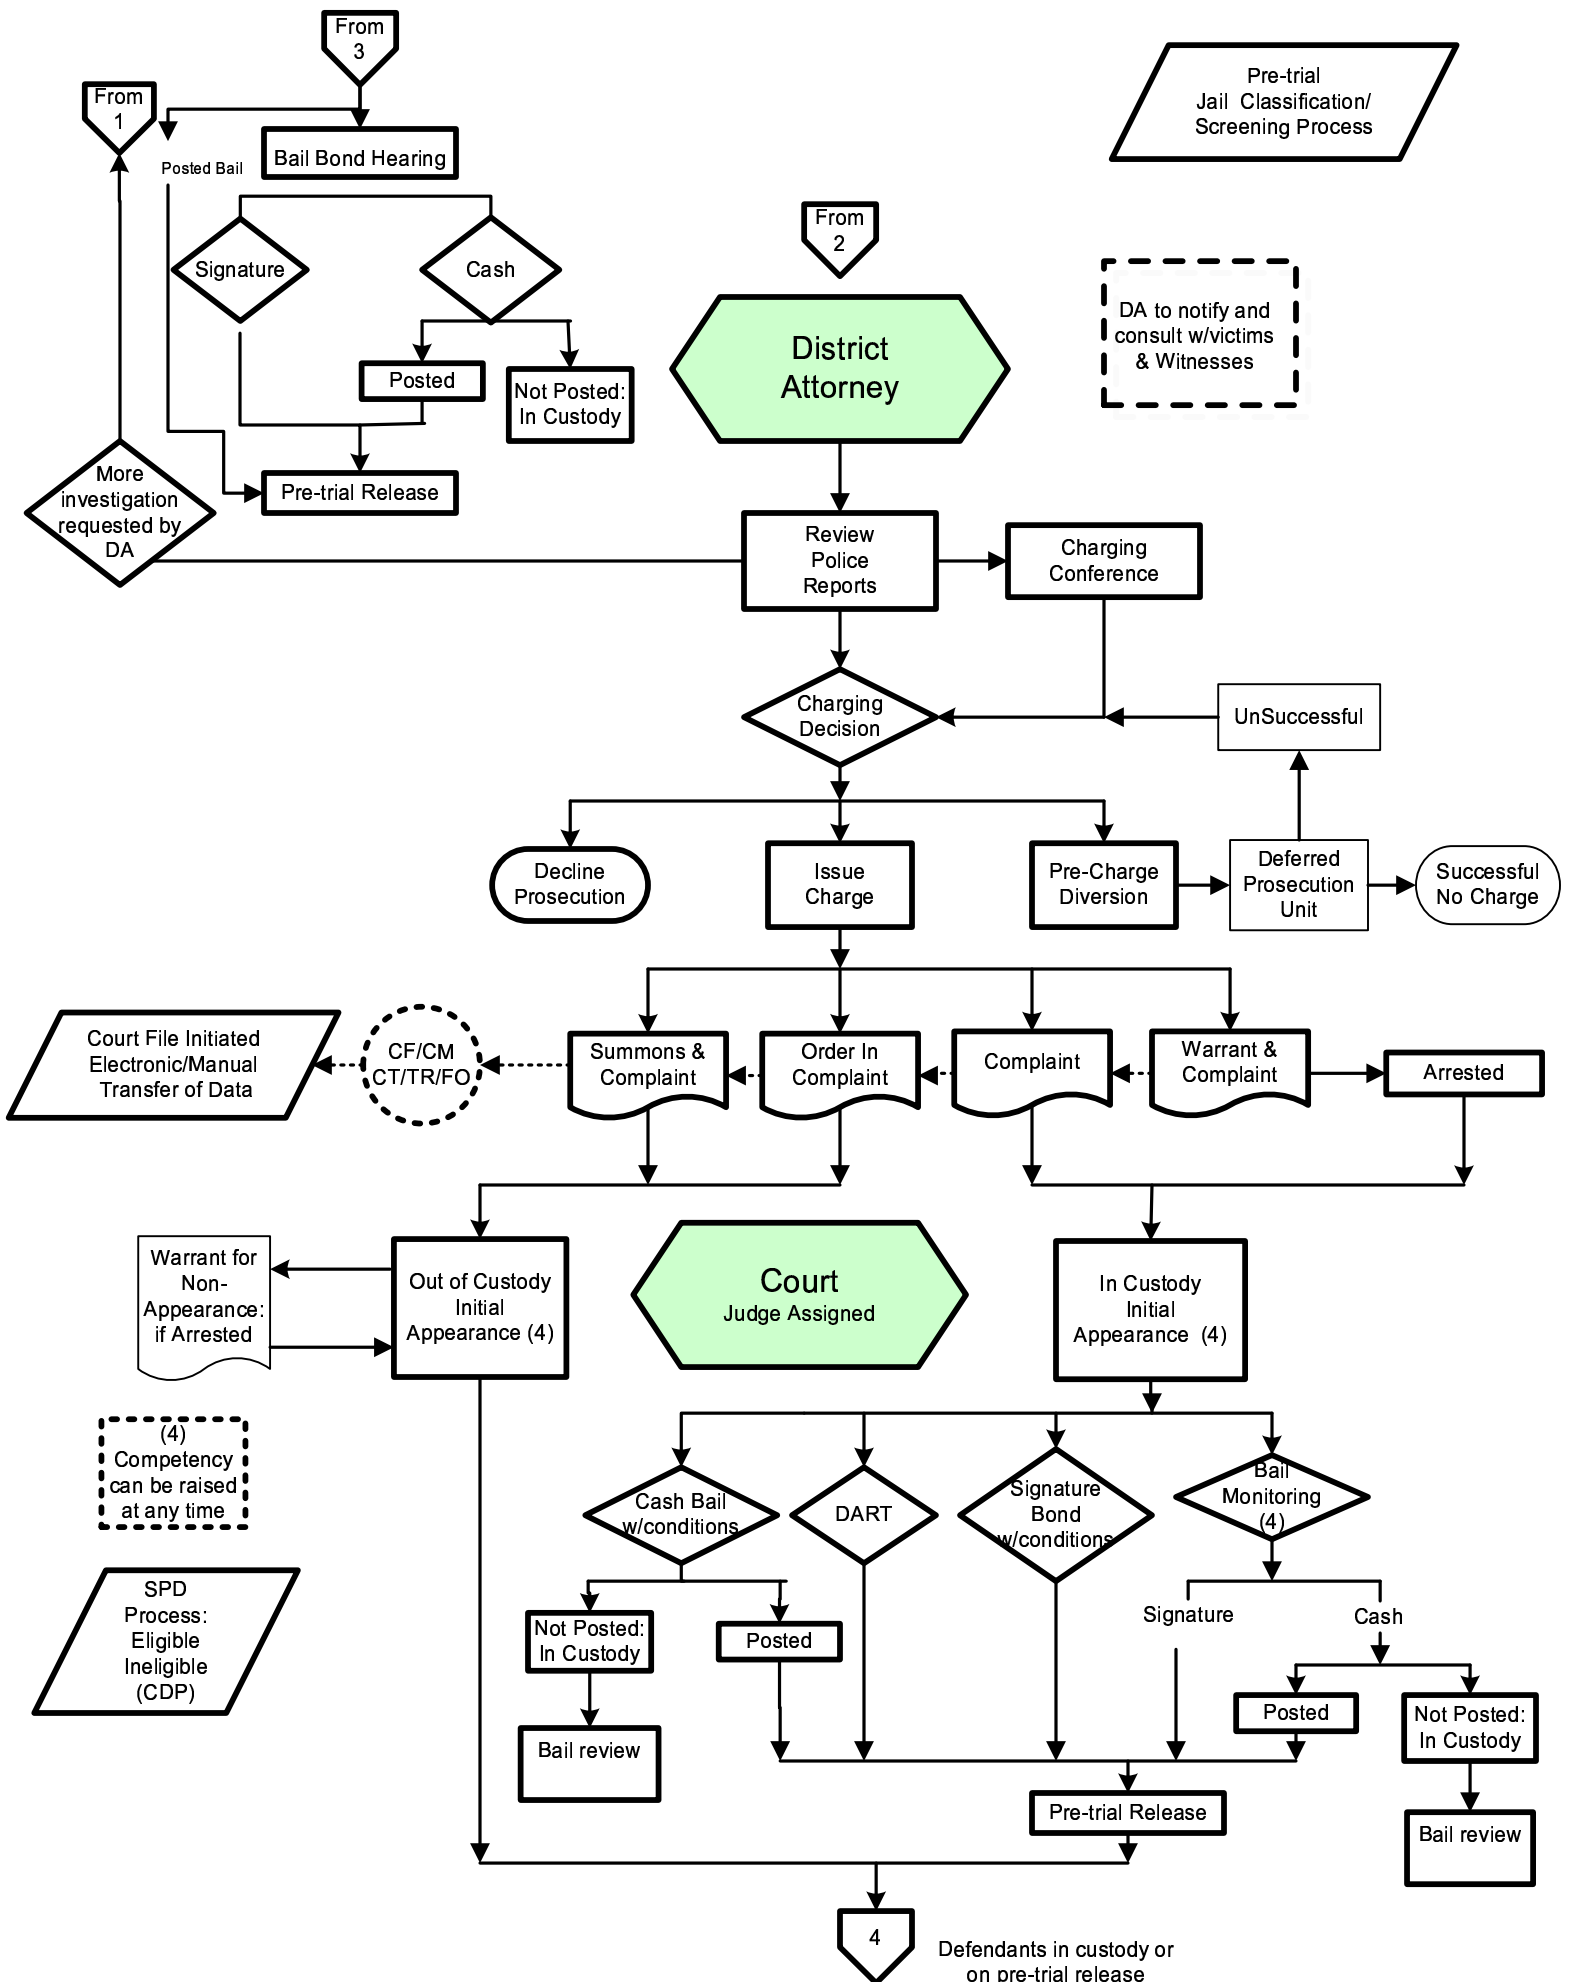 From
3
From
1
Posted Bail
Bail Bond Hearing
Signature
Cash
Posted
Not Posted:
In Custody
Pre-trial Release
More
investigation
requested by
DA
Pre-trial
Jail Classification/
Screening Process
From
2
District
Attorney
DA to notify and
consult w/victims
& Witnesses
Review
Police
Reports
Charging
Conference
Charging
Decision
UnSuccessful
Decline
Prosecution
Issue
Charge
Pre-Charge
Diversion
Deferred
Prosecution
Unit
Successful
No Charge
Court File Initiated
Electronic/Manual
Transfer of Data
CF/CM
CT/TR/FO
Summons &
Complaint
Order In
Complaint
Complaint
Warrant &
Complaint
Arrested
Warrant for
Non-
Appearance:
if Arrested
Out of Custody
Initial
Appearance (4)
Court
Judge Assigned
In Custody
Initial
Appearance (4)
(4)
Competency
can be raised
at any time
Cash Bail
w/conditions
DART
Signature
Bond
w/conditions
Bail
Monitoring
(4)
SPD
Process:
Eligible
Ineligible
(CDP)
Not Posted:
In Custody
Posted
Signature
Cash
Posted
Not Posted:
In Custody
Bail review
Pre-trial Release
Bail review
4
Defendants in custody or
on pre-trial release